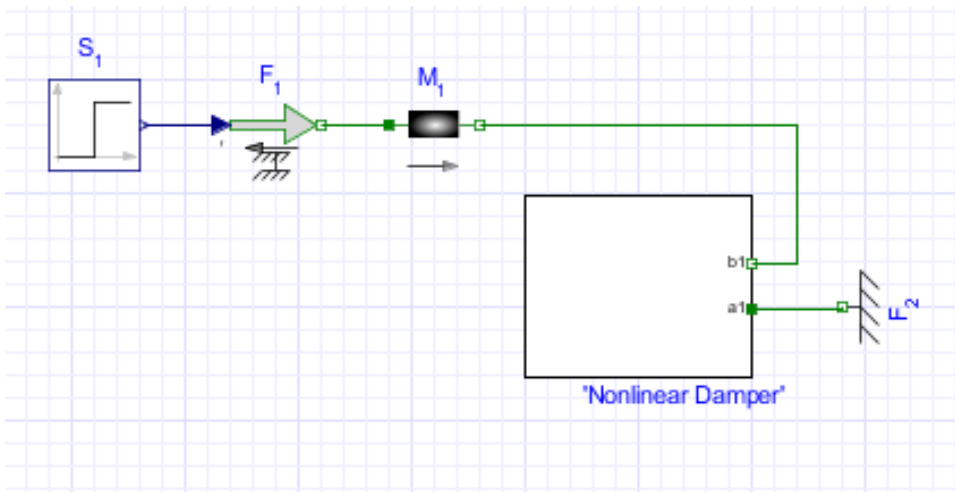 S₁
F₁
M₁
b1
a1
F₂
"Nonlinear Damper"